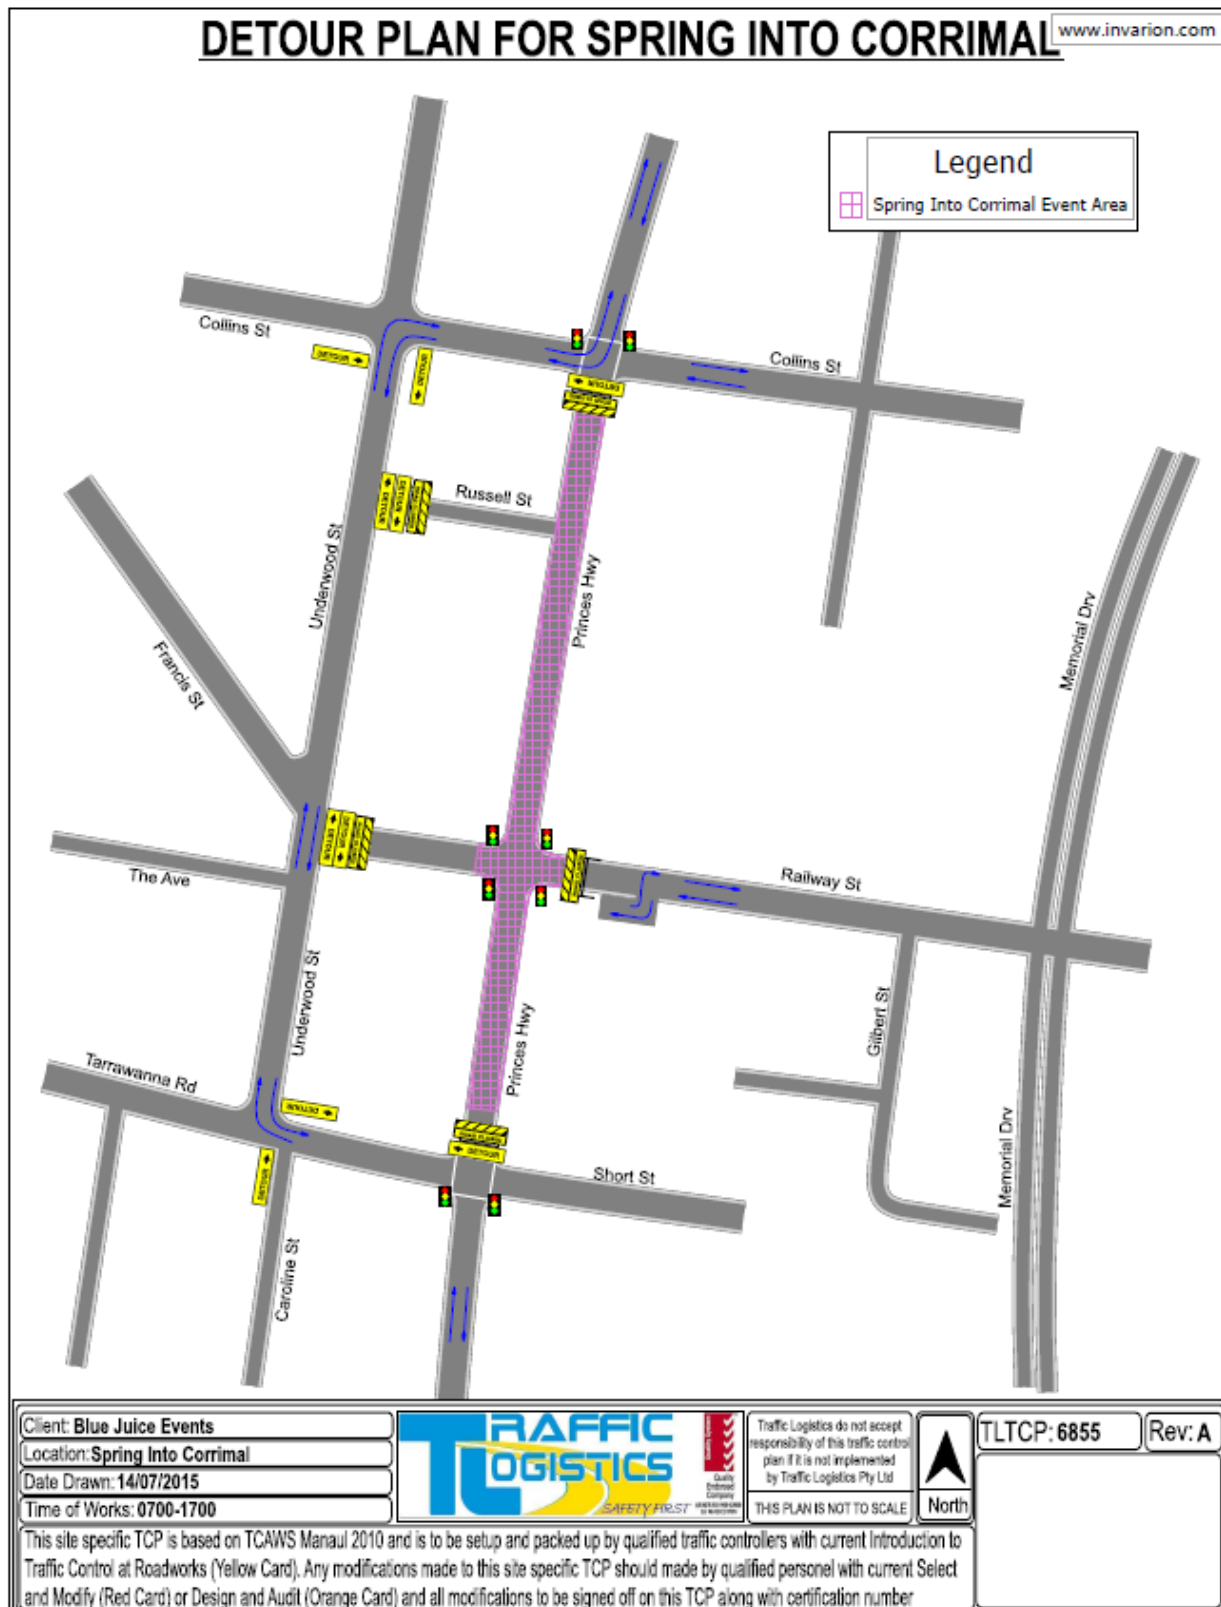 DETOUR PLAN FOR SPRING INTO CORRIMAL
www.invarion.com
Legend
Spring Into Corrimal Event Area
Collins St
Collins St
DETOUR
DETOUR
DETOUR
Russell St
DETOUR
DETOUR
Underwood St
Princes Hwy
Francis St
Memorial Drv
DETOUR
DETOUR
The Ave
Railway St
Underwood St
Princes Hwy
Gilbert St
Tarrawanna Rd
DETOUR
DETOUR
DETOUR
Short St
Memorial Drv
Caroline St
Client: Blue Juice Events
Location: Spring Into Corrimal
Date Drawn: 14/07/2015
Time of Works: 0700-1700
TRAFFIC
LOGISTICS
SAFETY FIRST
Quality
Endorsed
Company
Traffic Logistics do not accept
responsibility of this traffic control
plan if it is not implemented
by Traffic Logistics Pty Ltd
THIS PLAN IS NOT TO SCALE
North
TLTCP: 6855
Rev: A
This site specific TCP is based on TCAWS Manaul 2010 and is to be setup and packed up by qualified traffic controllers with current Introduction to
Traffic Control at Roadworks (Yellow Card). Any modifications made to this site specific TCP should made by qualified personel with current Select
and Modify (Red Card) or Design and Audit (Orange Card) and all modifications to be signed off on this TCP along with certification number